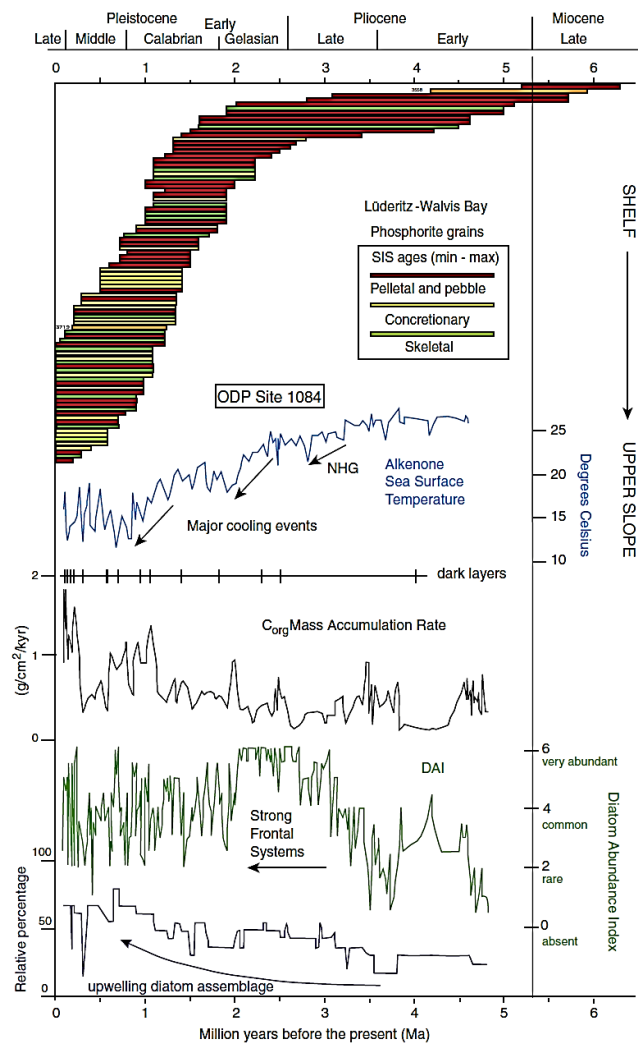 Pleistocene
Early
Pliocene
Miocene
Late
Middle
Calabrian
Gelasian
Late
Early
Late
0
1
2
3
4
5
6
Lüderitz-Walvis Bay
Phosphorite grains
SIS ages (min - max)
Pelletal and pebble
Concretionary
Skeletal
SHELF
UPPER SLOPE
ODP Site 1084
NHG
Major cooling events
Alkenone
Sea Surface
Temperature
25
20
15
10
Degrees Celsius
dark layers
2
1
0
(g/cm²/kyr)
CorgMass Accumulation Rate
DAI
Strong
Frontal
Systems
6
very abundant
4
common
2
rare
0
absent
Diatom Abundance Index
100
50
0
Relative percentage
upwelling diatom assemblage
0
1
2
3
4
5
6
Million years before the present (Ma)